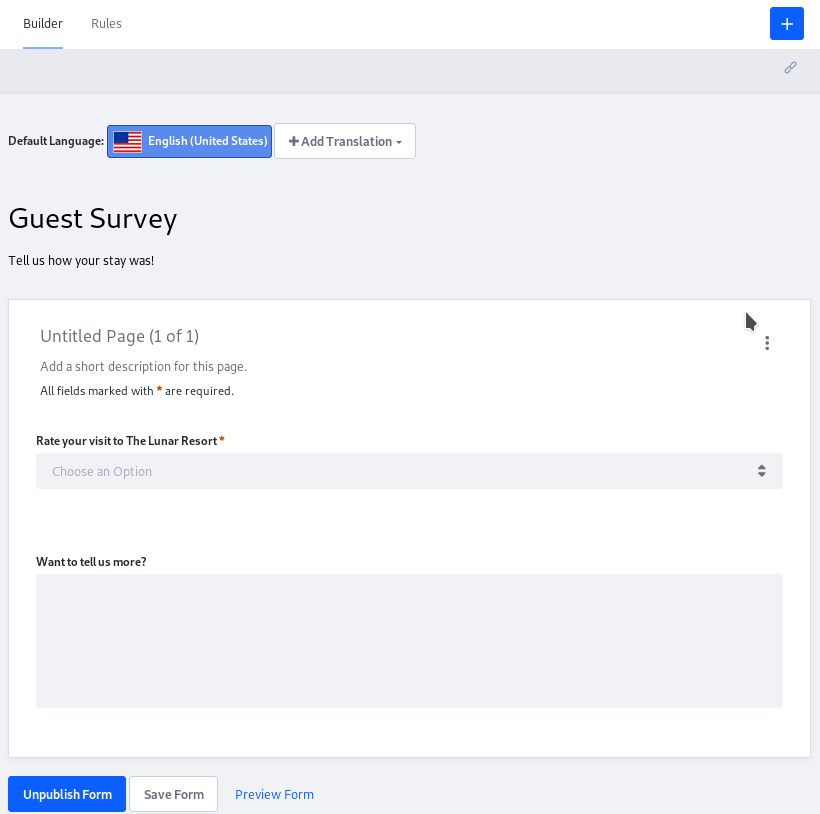 Builder Rules
Default Language: English (United States) Add Translation
Guest Survey
Tell us how your stay was!
Untitled Page (1 of 1)
Add a short description for this page.
All fields marked with * are required.
Rate your visit to The Lunar Resort *
Choose an Option
Want to tell us more?
Unpublish Form Save Form Preview Form